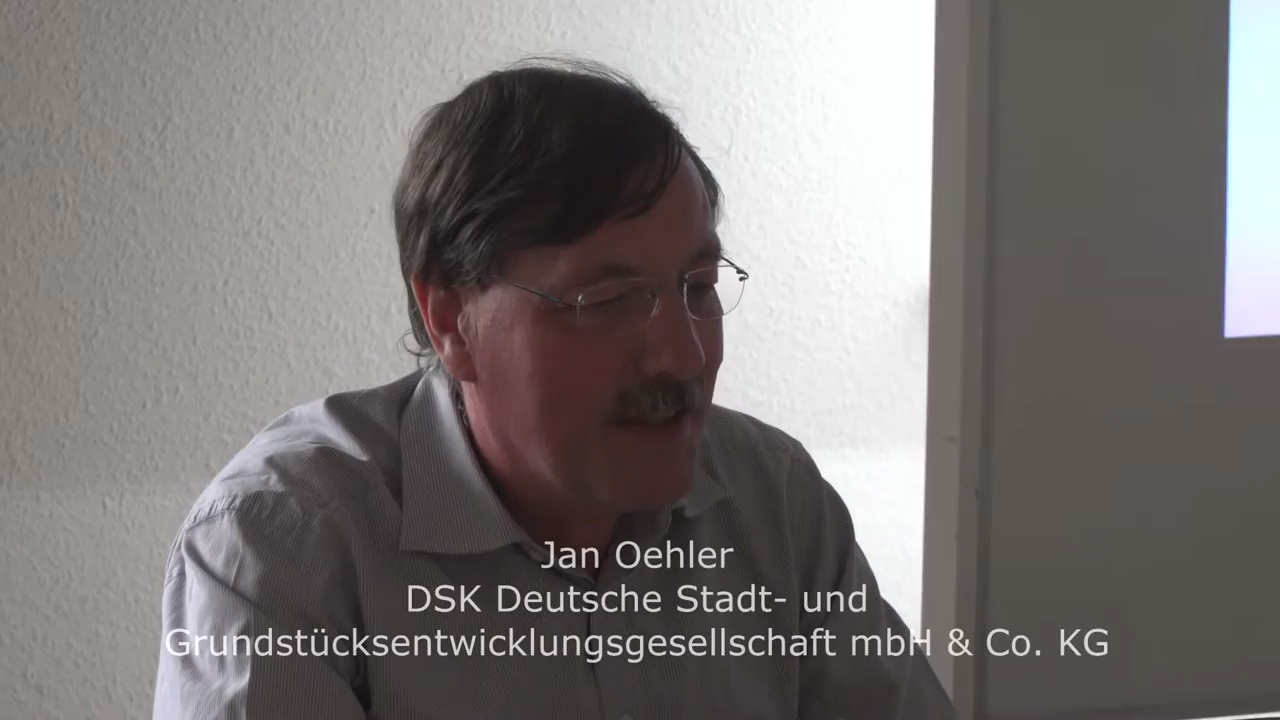 Jan Oehler
DSK Deutsche Stadt- und
Grundstücksentwicklungsgesellschaft mbH & Co. KG